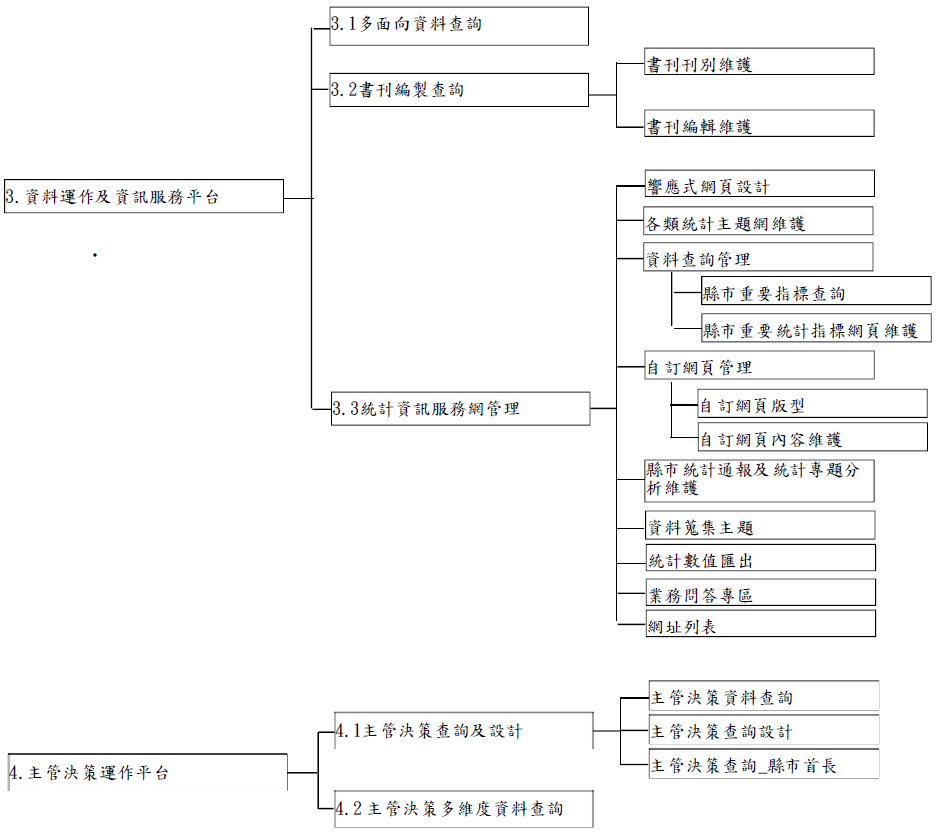 3.資料運作及資訊服務平台
3.1多面向資料查詢
3.2書刊編製查詢
書刊刊別維護
書刊編輯維護
3.3統計資訊服務網管理
響應式網頁設計
各類統計主題網維護
資料查詢管理
縣市重要指標查詢
縣市重要統計指標網頁維護
自訂網頁管理
自訂網頁版型
自訂網頁內容維護
縣市統計通報及統計專題分
析維護
資料蒐集主題
統計數值匯出
業務問答專區
網址列表
4.主管決策運作平台
4.1主管決策查詢及設計
主管決策資料查詢
主管決策查詢設計
主管決策查詢_縣市首長
4.2主管決策多維度資料查詢